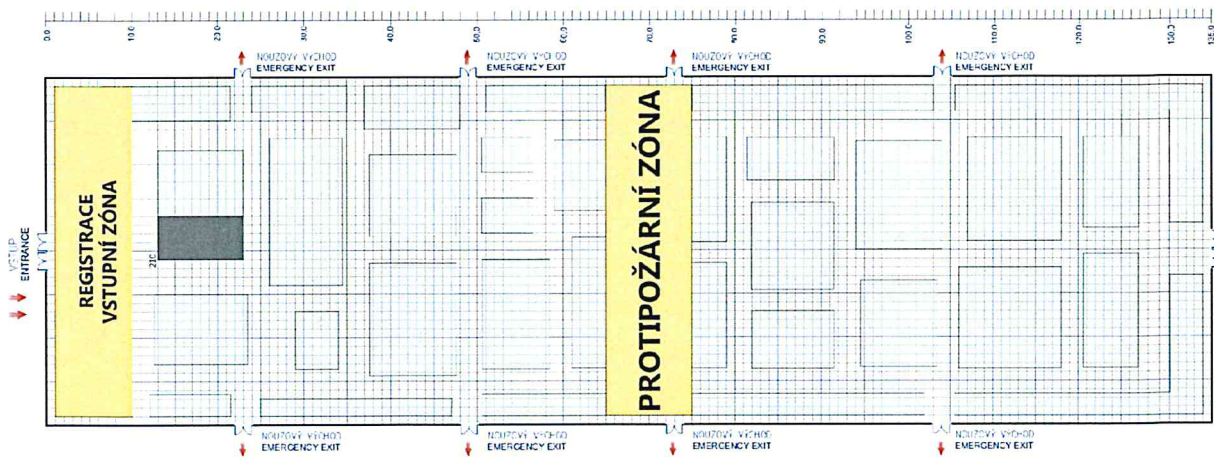 0.0
10.0
20.0
30.0
40.0
50.0
60.0
70.0
80.0
90.0
100.0
110.0
120.0
130.0
135.0
NOUZOVÝ VÝCHOD
EMERGENCY EXIT
NOUZOVÝ VÝCHOD
EMERGENCY EXIT
NOUZOVÝ VÝCHOD
EMERGENCY EXIT
NOUZOVÝ VÝCHOD
EMERGENCY EXIT
VSTUP
ENTRANCE
REGISTRACE
VSTUPNÍ ZÓNA
210
PROTIPOŽÁRNÍ ZÓNA
NOUZOVÝ VÝCHOD
EMERGENCY EXIT
NOUZOVÝ VÝCHOD
EMERGENCY EXIT
NOUZOVÝ VÝCHOD
EMERGENCY EXIT
NOUZOVÝ VÝCHOD
EMERGENCY EXIT